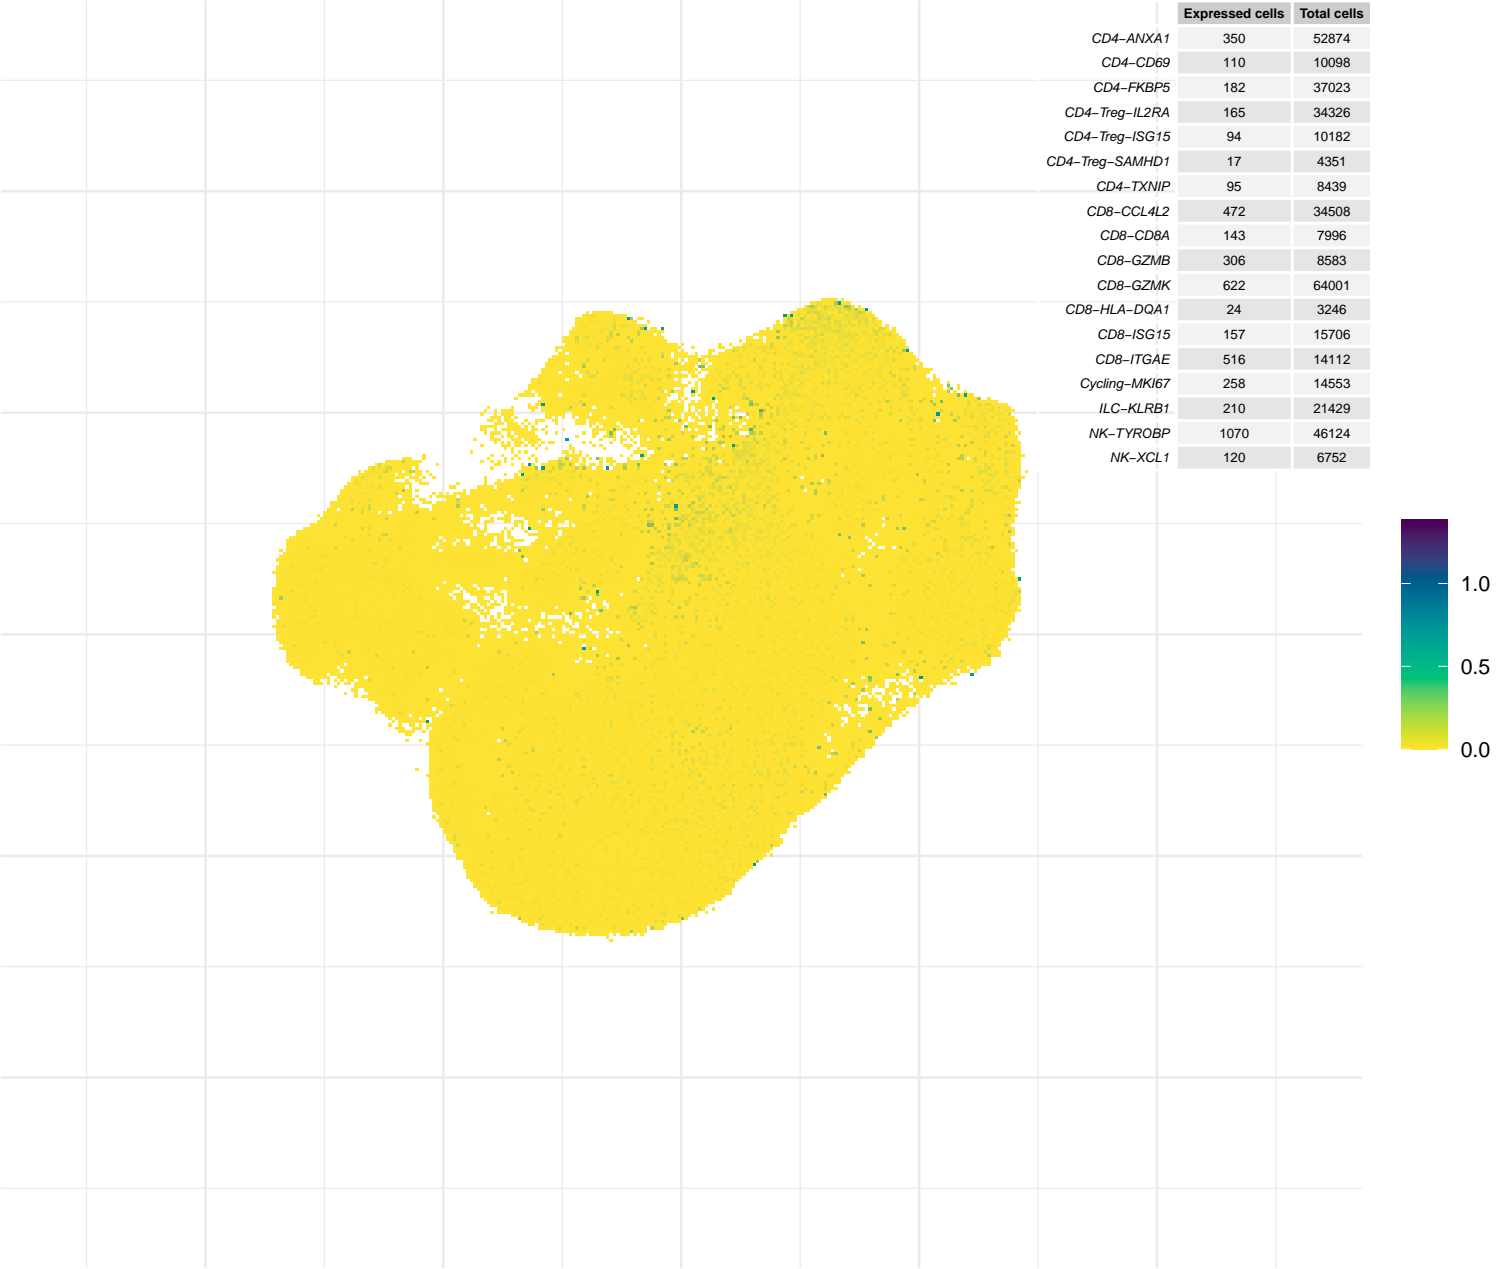 Expressed cells Total cells
CD4−ANXA1 350 52874
CD4−CD69 110 10098
CD4−FKBP5 182 37023
CD4−Treg−IL2RA 165 34326
CD4−Treg−ISG15 94 10182
CD4−Treg−SAMHD1 17 4351
CD4−TXNIP 95 8439
CD8−CCL4L2 472 34508
CD8−CD8A 143 7996
CD8−GZMB 306 8583
CD8−GZMK 622 64001
CD8−HLA−DQA1 24 3246
CD8−ISG15 157 15706
CD8−ITGAE 516 14112
Cycling−MKI67 258 14553
ILC−KLRB1 210 21429
NK−TYROBP 1070 46124
NK−XCL1 120 6752
1.0
0.5
0.0